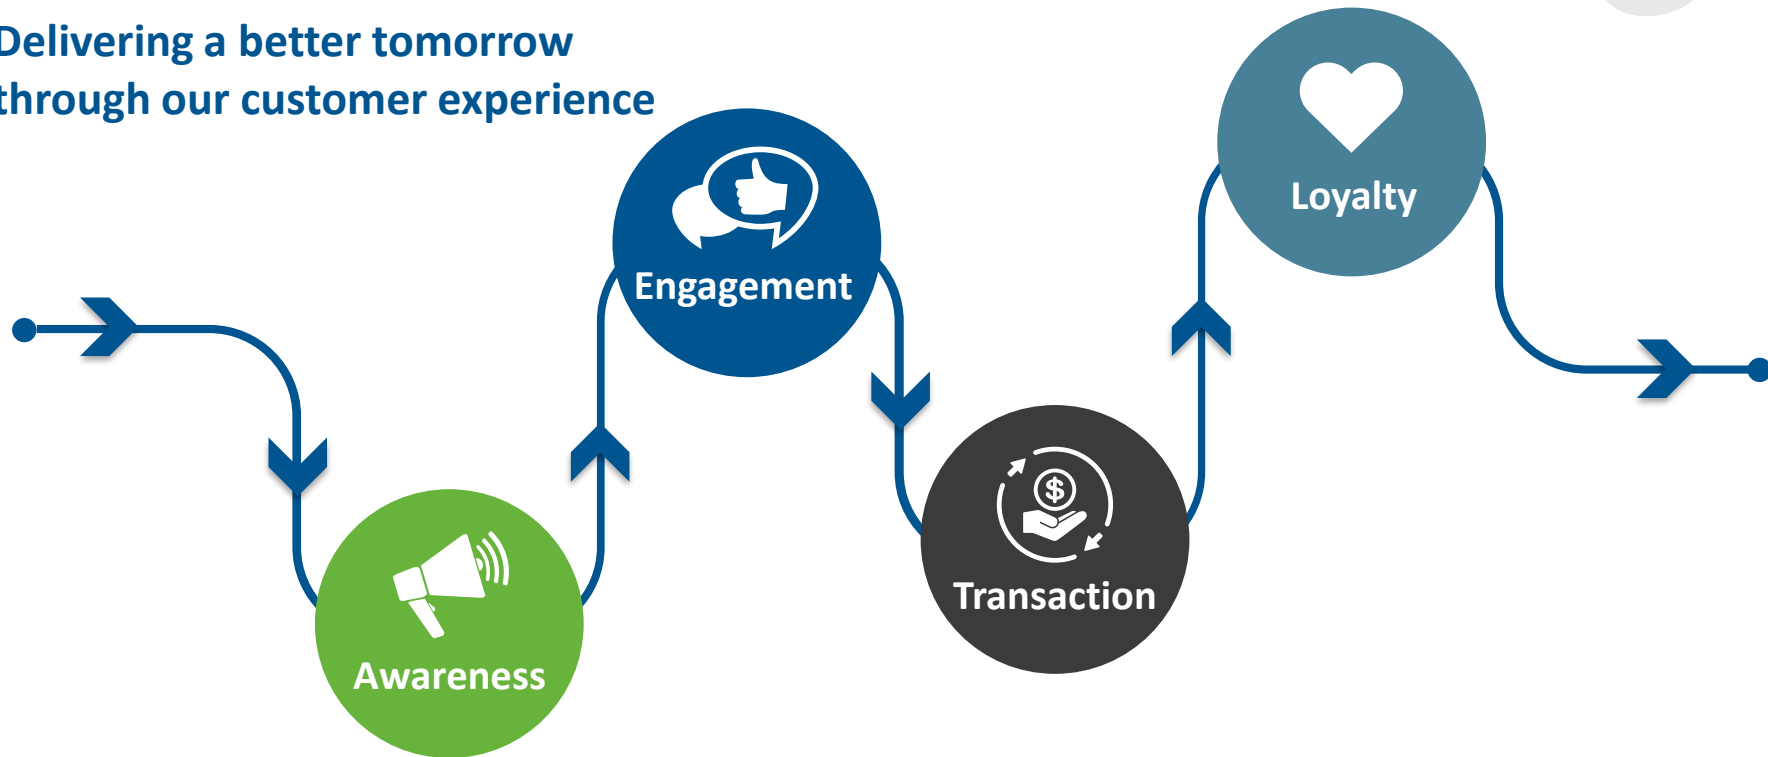 Delivering a better tomorrow
through our customer experience
Loyalty
Engagement
$
Transaction
Awareness